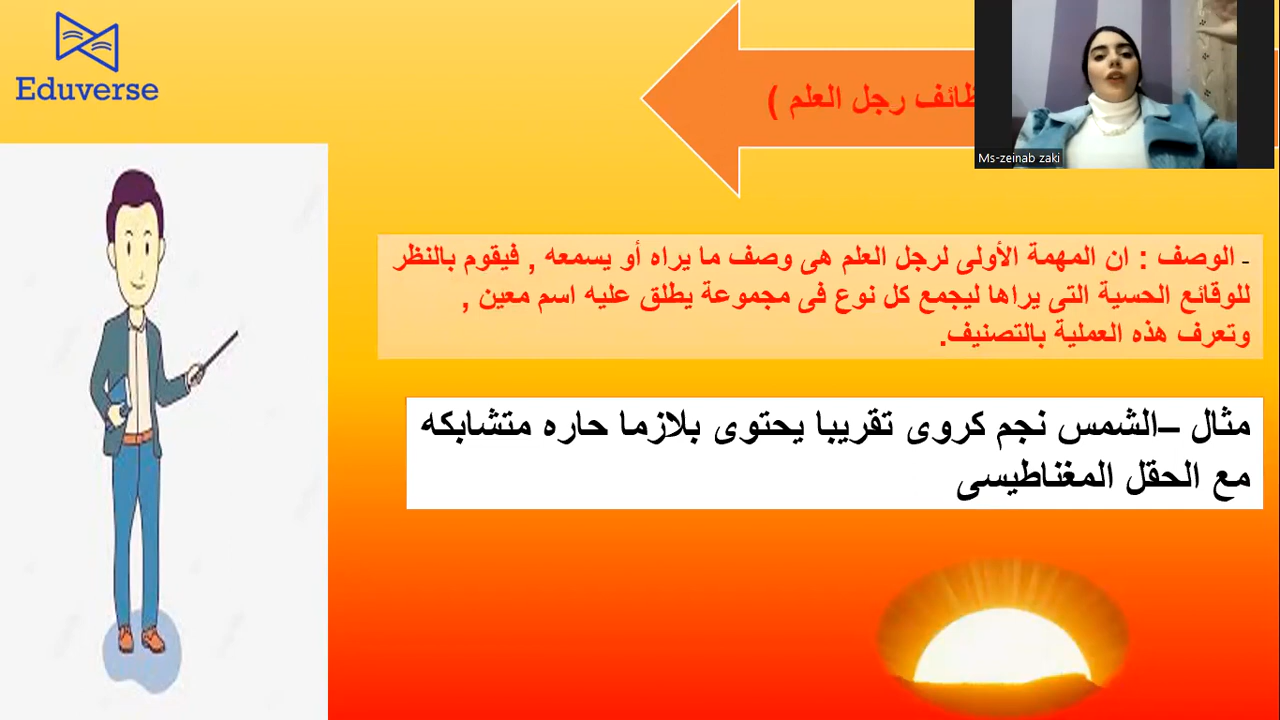 Eduverse
رجل العلم )
Ms-zeinab zaki
- الوصف : ان المهمة الأولى لرجل العلم هى وصف ما يراه أو يسمعه , فيقوم بالنظر
للوقائع الحسية التى يراها ليجمع كل نوع فى مجموعة يطلق عليه اسم معين ,
وتعرف هذه العملية بالتصنيف.
مثال –الشمس نجم كروى تقريبا يحتوى بلازما حاره متشابكه
مع الحقل المغناطيسى